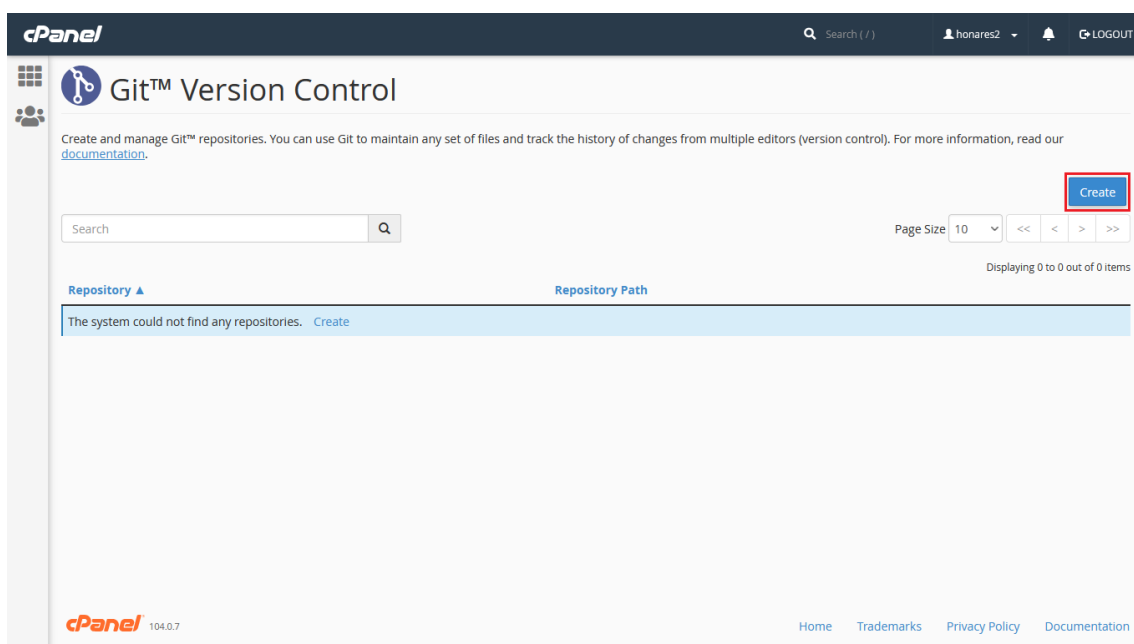 cPanel Search ( / ) honares2 LOGOUT
Git™ Version Control
Create and manage Git™ repositories. You can use Git to maintain any set of files and track the history of changes from multiple editors (version control). For more information, read our
documentation.
Create
Search Page Size 10 << < > >>
Displaying 0 to 0 out of 0 items
Repository ▲ Repository Path
The system could not find any repositories. Create
cPanel 104.0.7 Home Trademarks Privacy Policy Documentation